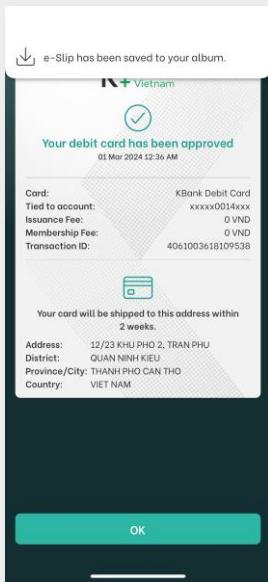 e-Slip has been saved to your album.
K+ Vietnam
Your debit card has been approved
01 Mar 2024 12:36 AM
Card: KBank Debit Card
Tied to account: xxxxx0014xxx
Issuance Fee: 0 VND
Membership Fee: 0 VND
Transaction ID: 4061003618109538
Your card will be shipped to this address within
2 weeks.
Address: 12/23 KHU PHO 2, TRAN PHU
District: QUAN NINH KIEU
Province/City: THANH PHO CAN THO
Country: VIET NAM
OK